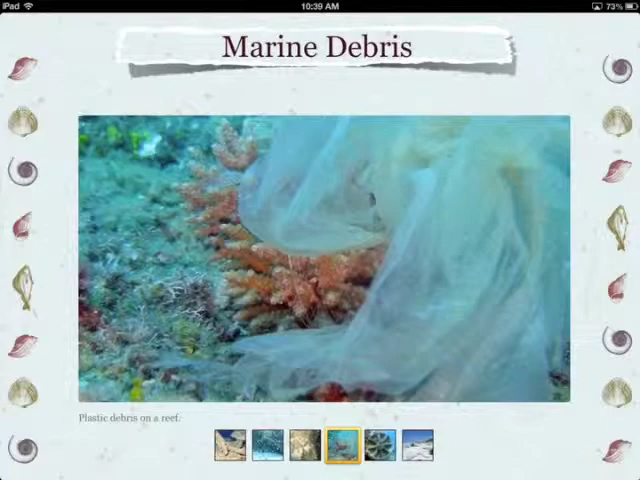 iPad
10:39 AM
73%
Marine Debris
Plastic debris on a reef.